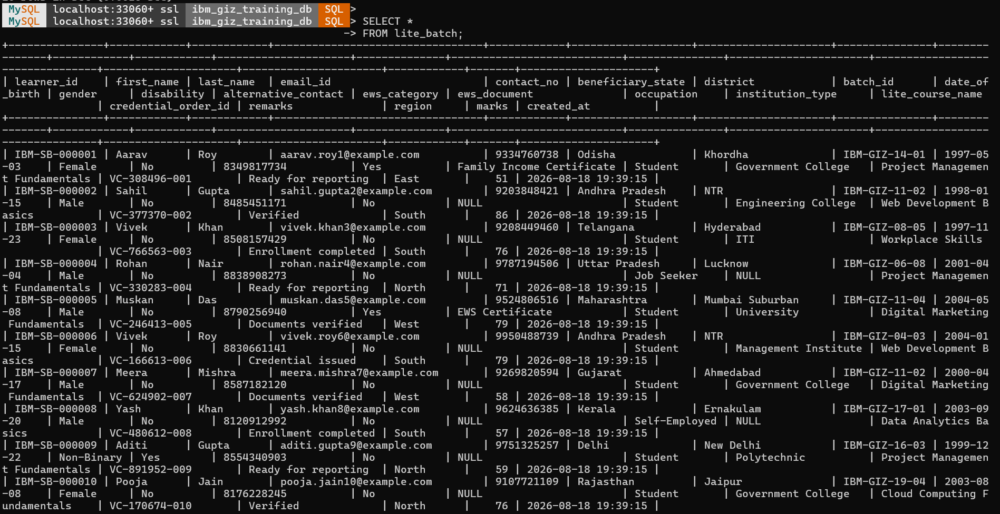 MySQL localhost:33060+ ssl ibm_giz_training_db SQL >
MySQL localhost:33060+ ssl ibm_giz_training_db SQL > SELECT *
-> FROM lite_batch;
| learner_id | first_name | last_name | email_id | contact_no | beneficiary_state | district | batch_id | date_of
_birth | gender | disability | alternative_contact | ews_category | ews_document | occupation | institution_type | lite_course_name
| credential_order_id | remarks | region | marks | created_at |
| IBM-SB-000001 | Aarav | Roy | aarav.roy1@example.com | 9334760738 | Odisha | Khordha | IBM-GIZ-14-01 | 1997-05
-03 | Female | No | 8349817734 | Yes | Family Income Certificate | Student | Government College | Project Managemen
t Fundamentals | VC-308496-001 | Ready for reporting | East | 51 | 2026-08-18 19:39:15 |
| IBM-SB-000002 | Sahil | Gupta | sahil.gupta2@example.com | 9203848421 | Andhra Pradesh | NTR | IBM-GIZ-11-02 | 1998-01
-15 | Male | No | 8485451171 | No | NULL | Student | Engineering College | Web Development B
asics | VC-377370-002 | Verified | South | 86 | 2026-08-18 19:39:15 |
| IBM-SB-000003 | Vivek | Khan | vivek.khan3@example.com | 9208449460 | Telangana | Hyderabad | IBM-GIZ-08-05 | 1997-11
-23 | Female | No | 8508157429 | No | NULL | Student | ITI | Workplace Skills
| VC-766563-003 | Enrollment completed | South | 76 | 2026-08-18 19:39:15 |
| IBM-SB-000004 | Rohan | Nair | rohan.nair4@example.com | 9787194506 | Uttar Pradesh | Lucknow | IBM-GIZ-06-08 | 2001-04
-04 | Male | No | 8838908273 | No | NULL | Job Seeker | NULL | Project Managemen
t Fundamentals | VC-330283-004 | Ready for reporting | North | 71 | 2026-08-18 19:39:15 |
| IBM-SB-000005 | Muskan | Das | muskan.das5@example.com | 9524806516 | Maharashtra | Mumbai Suburban | IBM-GIZ-11-04 | 2004-05
-08 | Male | No | 8790256940 | Yes | EWS Certificate | Student | University | Digital Marketing
Fundamentals | VC-246413-005 | Documents verified | West | 79 | 2026-08-18 19:39:15 |
| IBM-SB-000006 | Vivek | Roy | vivek.roy6@example.com | 9950488739 | Andhra Pradesh | NTR | IBM-GIZ-04-03 | 2004-01
-15 | Female | No | 8830661141 | No | NULL | Student | Management Institute | Web Development B
asics | VC-166613-006 | Credential issued | South | 79 | 2026-08-18 19:39:15 |
| IBM-SB-000007 | Meera | Mishra | meera.mishra7@example.com | 9269820594 | Gujarat | Ahmedabad | IBM-GIZ-11-02 | 2000-04
-17 | Male | No | 8587182120 | No | NULL | Student | Government College | Digital Marketing
Fundamentals | VC-624902-007 | Documents verified | West | 58 | 2026-08-18 19:39:15 |
| IBM-SB-000008 | Yash | Khan | yash.khan8@example.com | 9624636385 | Kerala | Ernakulam | IBM-GIZ-17-01 | 2003-09
-20 | Male | No | 8120912992 | No | NULL | Self-Employed | NULL | Data Analytics Ba
sics | VC-480612-008 | Enrollment completed | South | 57 | 2026-08-18 19:39:15 |
| IBM-SB-000009 | Aditi | Gupta | aditi.gupta9@example.com | 9751325257 | Delhi | New Delhi | IBM-GIZ-16-03 | 1999-12
-22 | Non-Binary | Yes | 8554340903 | No | NULL | Student | Polytechnic | Project Managemen
t Fundamentals | VC-891952-009 | Ready for reporting | North | 59 | 2026-08-18 19:39:15 |
| IBM-SB-000010 | Pooja | Jain | pooja.jain10@example.com | 9107721109 | Rajasthan | Jaipur | IBM-GIZ-19-04 | 2003-08
-08 | Female | No | 8176228245 | No | NULL | Student | Government College | Cloud Computing F
undamentals | VC-170674-010 | Verified | North | 76 | 2026-08-18 19:39:15 |